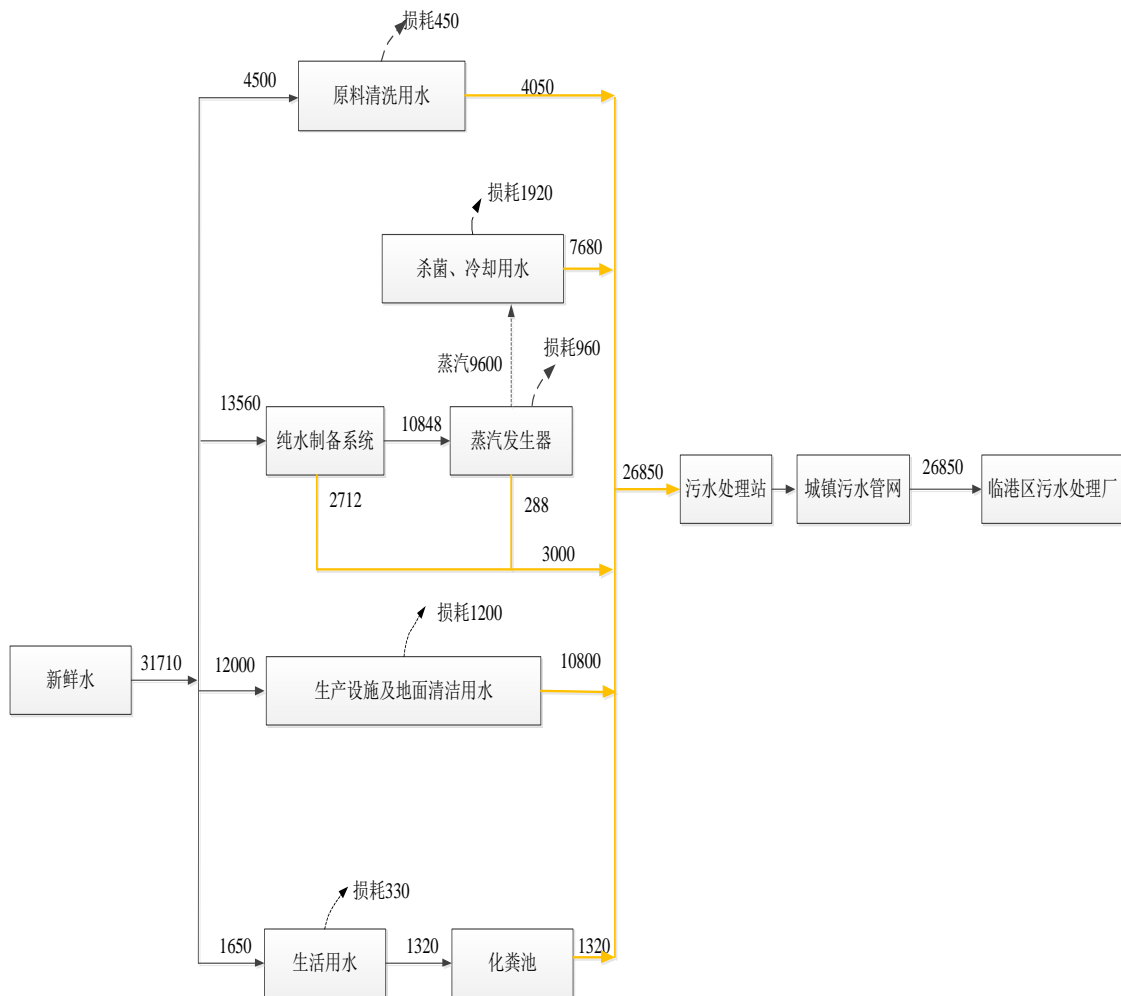 损耗450
4500
原料清洗用水
4050
损耗1920
杀菌、冷却用水
7680
蒸汽9600
损耗960
13560
纯水制备系统
10848
蒸汽发生器
2712
288
3000
26850
污水处理站
城镇污水管网
26850
临港区污水处理厂
损耗1200
新鲜水
31710
12000
生产设施及地面清洁用水
10800
损耗330
1650
生活用水
1320
化粪池
1320